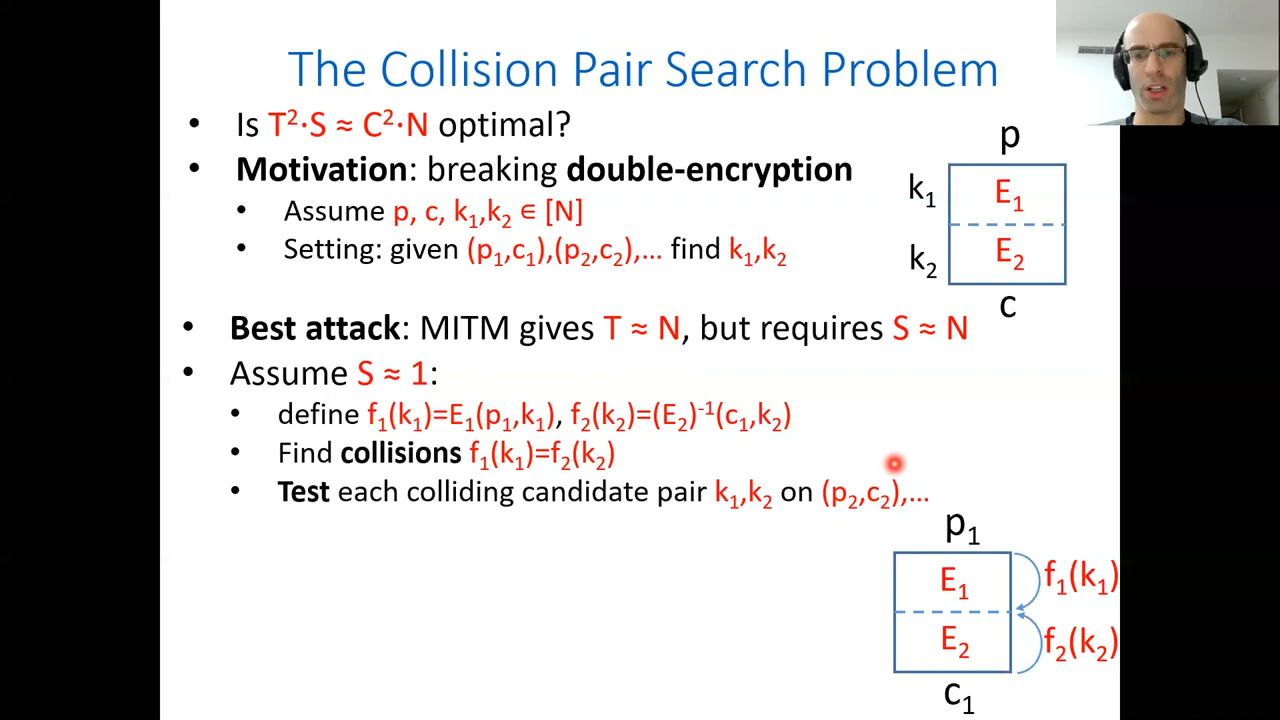 The Collision Pair Search Problem
• Is T²·S ≈ C²·N optimal?
• Motivation: breaking double-encryption
• Assume p, c, k₁,k₂ ∈ [N]
• Setting: given (p₁,c₁),(p₂,c₂),… find k₁,k₂
p
k₁
E₁
k₂
E₂
c
• Best attack: MITM gives T ≈ N, but requires S ≈ N
• Assume S ≈ 1:
• define f₁(k₁)=E₁(p₁,k₁), f₂(k₂)=(E₂)⁻¹(c₁,k₂)
• Find collisions f₁(k₁)=f₂(k₂)
• Test each colliding candidate pair k₁,k₂ on (p₂,c₂),…
p₁
E₁
f₁(k₁)
E₂
f₂(k₂)
c₁